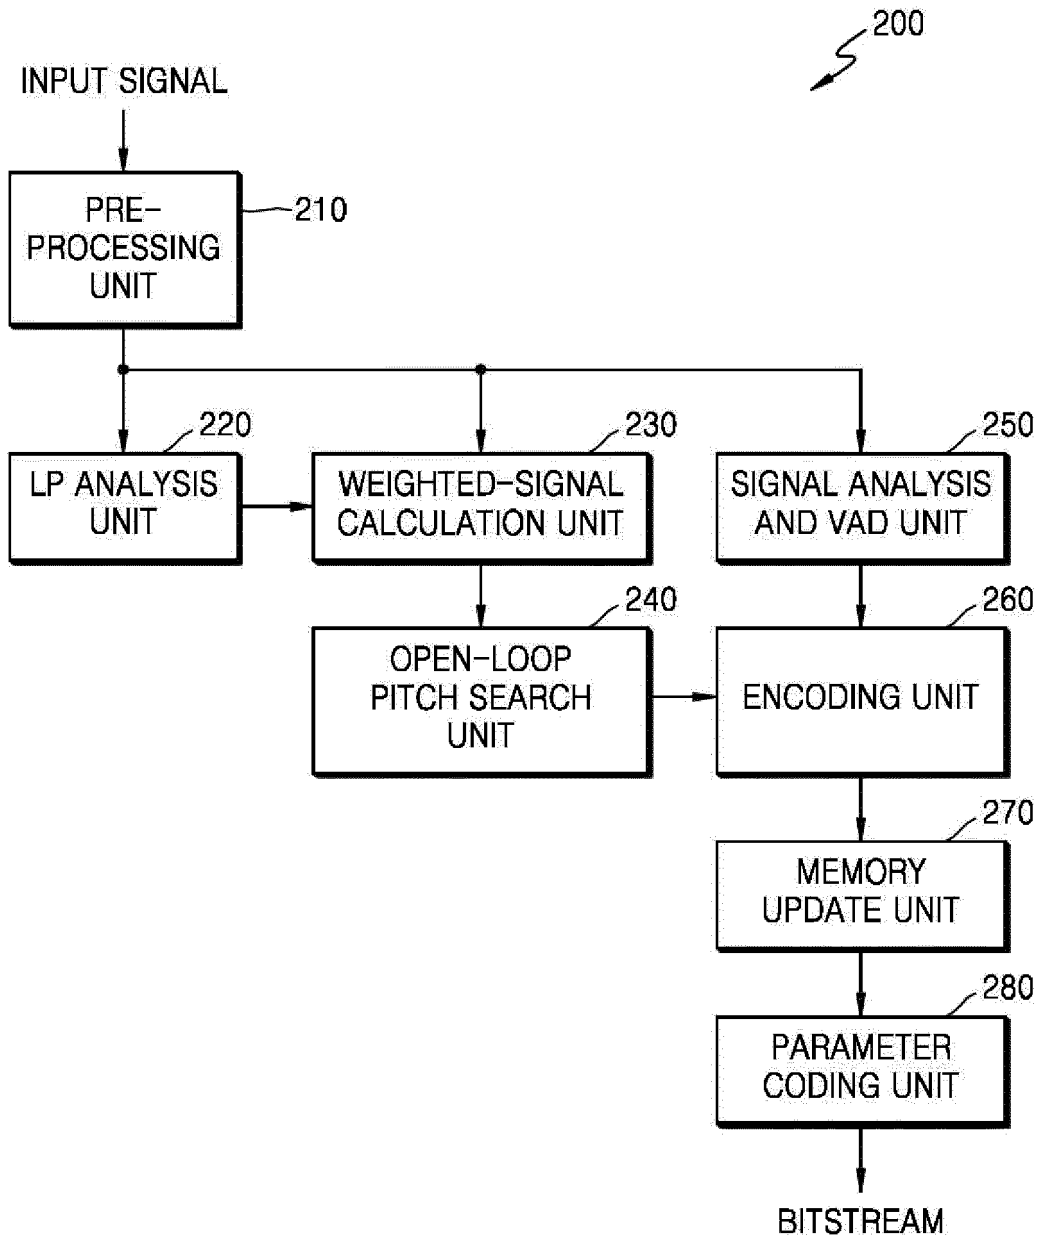 200
INPUT SIGNAL
PRE-
PROCESSING
UNIT
210
220
LP ANALYSIS
UNIT
230
WEIGHTED-SIGNAL
CALCULATION UNIT
250
SIGNAL ANALYSIS
AND VAD UNIT
240
OPEN-LOOP
PITCH SEARCH
UNIT
260
ENCODING UNIT
270
MEMORY
UPDATE UNIT
280
PARAMETER
CODING UNIT
BITSTREAM